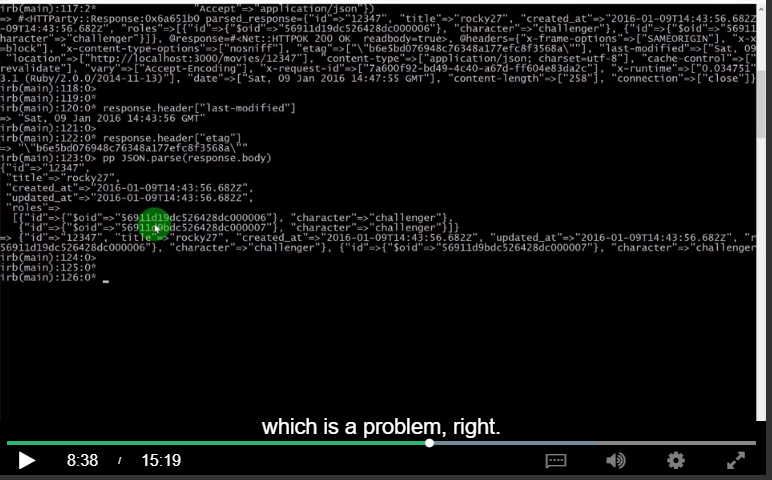 irb(main):117:2*                "Accept"=>"application/json"})
=> #<HTTParty::Response:0x6a651b0 parsed_response={"id"=>"12347", "title"=>"rocky27", "created_at"=>"2016-01-09T14:43:56.682Z
-09T14:43:56.682Z", "roles"=>[{"id"=>{"$oid"=>"56911d19dc526428dc000006"}, "character"=>"challenger"}, {"id"=>{"$oid"=>"56911
haracter"=>"challenger"}]}, @response=#<Net::HTTPOK 200 OK  readbody=true>, @headers={"x-frame-options"=>["SAMEORIGIN"], "x-x
=block"], "x-content-type-options"=>["nosniff"], "etag"=>["\"b6e5bd076948c76348c177efc8f3568a\""], "last-modified"=>["Sat, 09
"location"=>["http://localhost:3000/movies/12347"], "content-type"=>["application/json; charset=utf-8"], "cache-control"=>["
revalidate"], "vary"=>["Accept-Encoding"], "x-request-id"=>["7a600f92-bd49-4c40-a67d-ff604e83da2c"], "x-runtime"=>["0.034751"
3.1 (Ruby/2.0.0/2014-11-13)"], "date"=>["Sat, 09 Jan 2016 14:47:55 GMT"], "content-length"=>["258"], "connection"=>["close"]}
irb(main):118:0>
irb(main):119:0*
irb(main):120:0* response.header["last-modified"]
=> "Sat, 09 Jan 2016 14:43:56 GMT"
irb(main):121:0>
irb(main):122:0* response.header["etag"]
=> "\"b6e5bd076948c76348c177efc8f3568a\""
irb(main):123:0> pp JSON.parse(response.body)
{"id"=>"12347",
"title"=>"rocky27",
"created_at"=>"2016-01-09T14:43:56.682Z",
"updated_at"=>"2016-01-09T14:43:56.682Z",
"roles"=>
[{"id"=>{"$oid"=>"56911d19dc526428dc000006"}, "character"=>"challenger"},
{"id"=>{"$oid"=>"56911d9bdc526428dc000007"}, "character"=>"challenger"}]}
=> {"id"=>"12347", "title"=>"rocky27", "created_at"=>"2016-01-09T14:43:56.682Z", "updated_at"=>"2016-01-09T14:43:56.682Z", "r
56911d19dc526428dc000006"}, "character"=>"challenger"}, {"id"=>{"$oid"=>"56911d9bdc526428dc000007"}, "character"=>"challenger
irb(main):124:0>
irb(main):125:0*
irb(main):126:0* _
which is a problem, right.
8:38 / 15:19